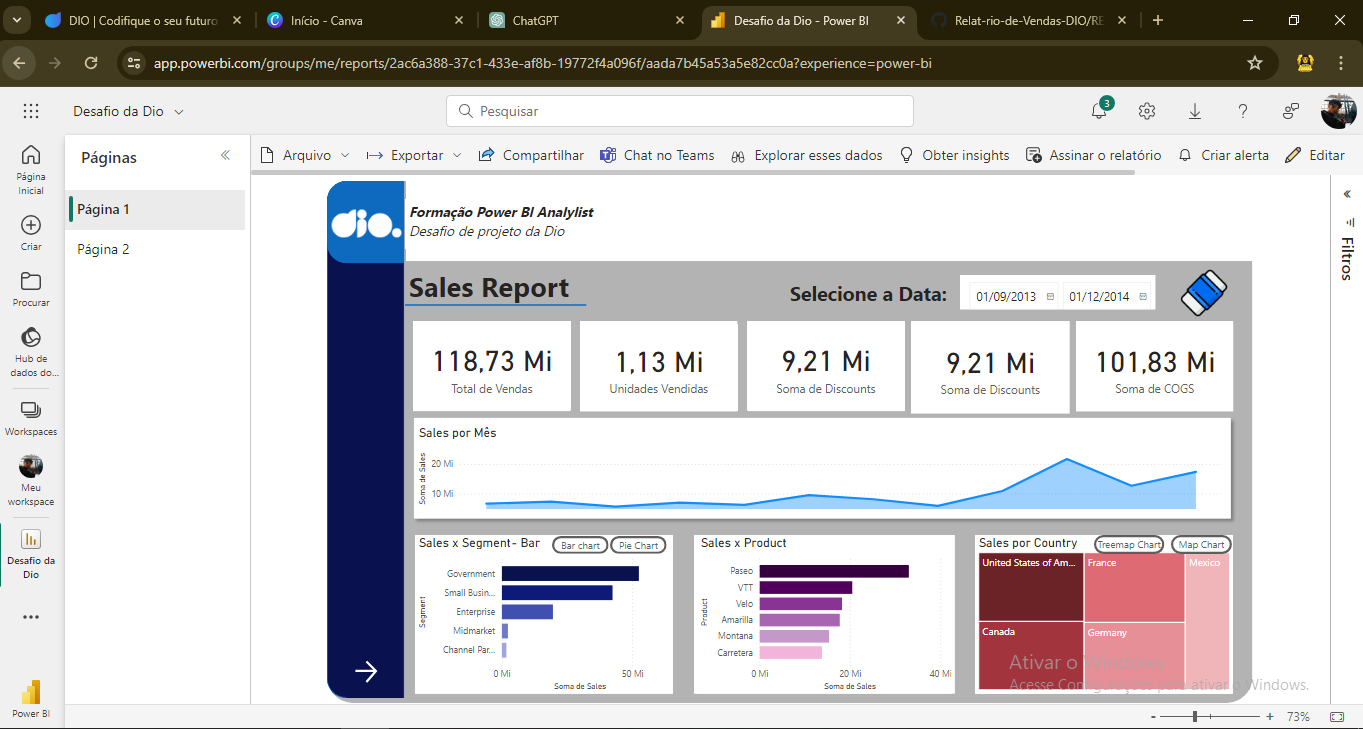 DIO | Codifique o seu futuro
Início - Canva
ChatGPT
Desafio da Dio - Power BI
Relat-rio-de-Vendas-DIO/RE
app.powerbi.com/groups/me/reports/2ac6a388-37c1-433e-af8b-19772f4a096f/aada7b45a53a5e82cc0a?experience=power-bi
Desafio da Dio
Pesquisar
3
Página
Inicial
Criar
Procurar
Hub de
dados do...
Workspaces
Meu
workspace
Desafio da
Dio
Power BI
Páginas
Página 1
Página 2
Arquivo
Exportar
Compartilhar
Chat no Teams
Explorar esses dados
Obter insights
Assinar o relatório
Criar alerta
Editar
Filtros
dio.
Formação Power BI Analylist
Desafio de projeto da Dio
Sales Report
Selecione a Data:
01/09/2013
01/12/2014
118,73 Mi
Total de Vendas
1,13 Mi
Unidades Vendidas
9,21 Mi
Soma de Discounts
9,21 Mi
Soma de Discounts
101,83 Mi
Soma de COGS
Sales por Mês
Soma de Sales
20 Mi
10 Mi
Sales x Segment- Bar
Bar chart
Pie Chart
Segment
Government
Small Busin...
Enterprise
Midmarket
Channel Par...
0 Mi
50 Mi
Soma de Sales
Sales x Product
Product
Paseo
VTT
Velo
Amarilla
Montana
Carretera
0 Mi
20 Mi
40 Mi
Soma de Sales
Sales por Country
Treemap Chart
Map Chart
United States of Am...
France
Mexico
Canada
Germany
Ativar o Windows
Acesse Configurações para ativar o Windows.
73%